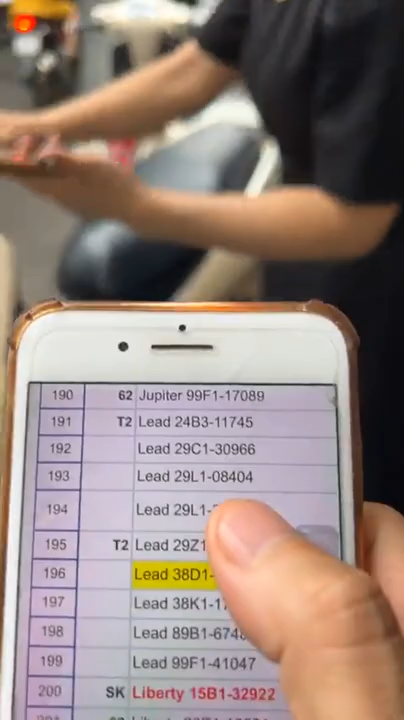 190 62 Jupiter 99F1-17089
191 T2 Lead 24B3-11745
192 Lead 29C1-30966
193 Lead 29L1-08404
194 Lead 29L1-
195 T2 Lead 29Z
196 Lead 38D1-
197 Lead 38K1-1
198 Lead 89B1-674
199 Lead 99F1-41047
200 SK Liberty 15B1-32922